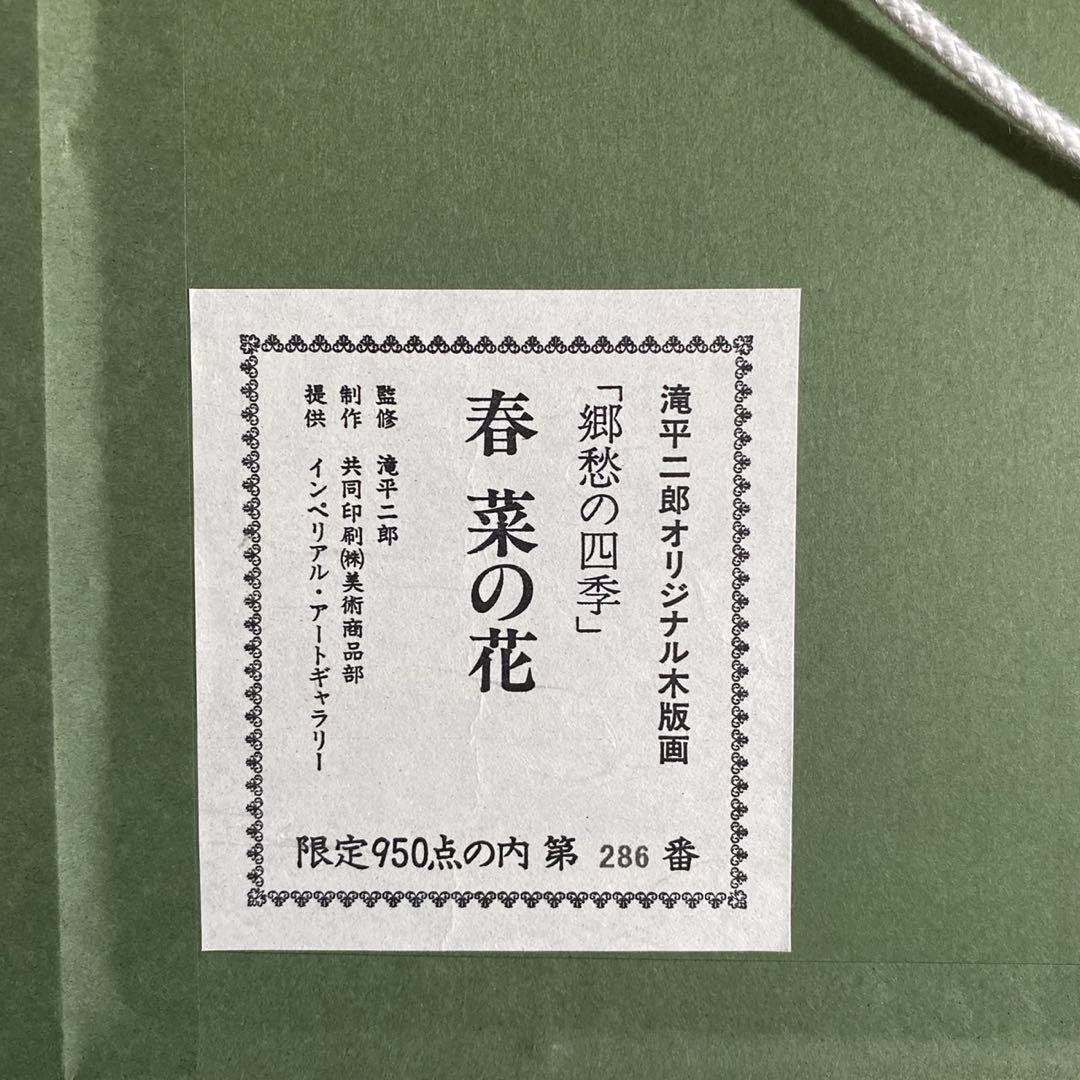 滝平二郎オリジナル木版画
「郷愁の四季」
春 菜の花
監修 滝平二郎
制作 共同印刷㈱美術商品部
提供 インペリアル・アートギャラリー
限定950点の内 第 286 番